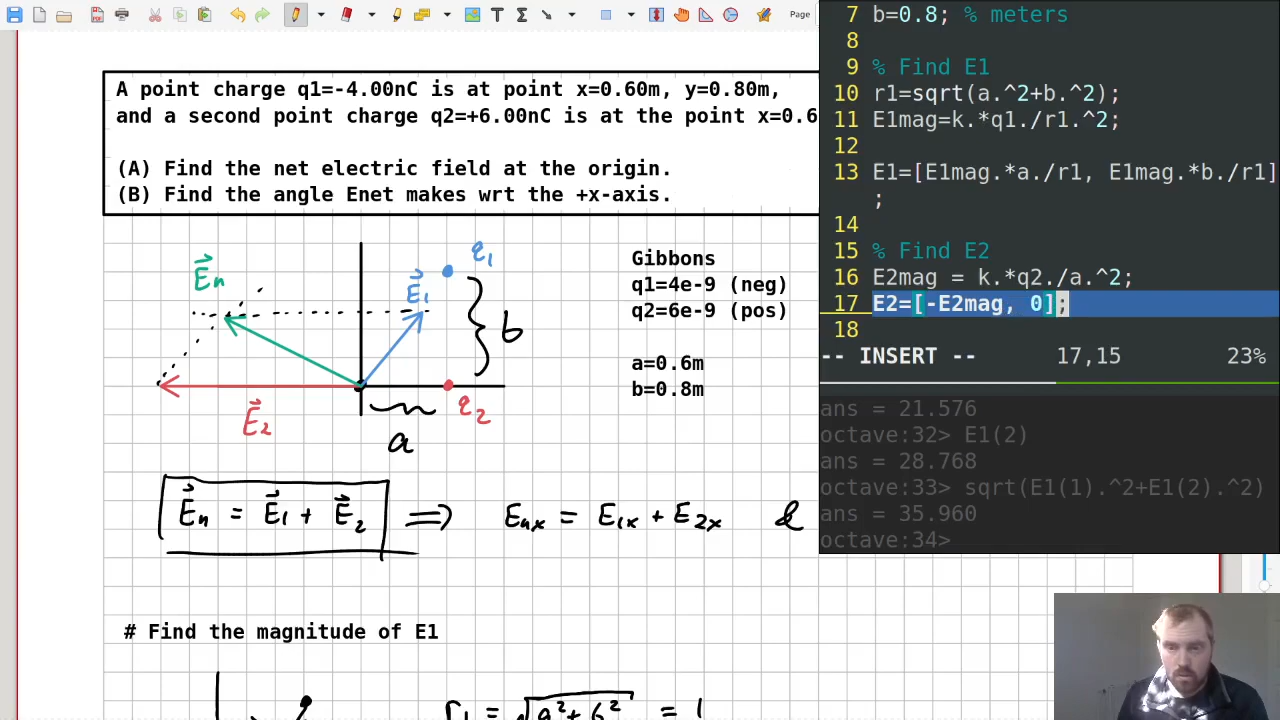 Page
A point charge q1=-4.00nC is at point x=0.60m, y=0.80m,
and a second point charge q2=+6.00nC is at the point x=0.6
(A) Find the net electric field at the origin.
(B) Find the angle Enet makes wrt the +x-axis.
En
E1
q1
b
E2
a
q2
Gibbons
q1=4e-9 (neg)
q2=6e-9 (pos)
a=0.6m
b=0.8m
En = E1 + E2 ⟹ Enx = E1x + E2x &
# Find the magnitude of E1
r1 = √a²+b² = 1
7 b=0.8; % meters
8
9 % Find E1
10 r1=sqrt(a.^2+b.^2);
11 E1mag=k.*q1./r1.^2;
12
13 E1=[E1mag.*a./r1, E1mag.*b./r1]
;
14
15 % Find E2
16 E2mag = k.*q2./a.^2;
17 E2=[-E2mag, 0];
18
-- INSERT -- 17,15 23%
ans = 21.576
octave:32> E1(2)
ans = 28.768
octave:33> sqrt(E1(1).^2+E1(2).^2)
ans = 35.960
octave:34>